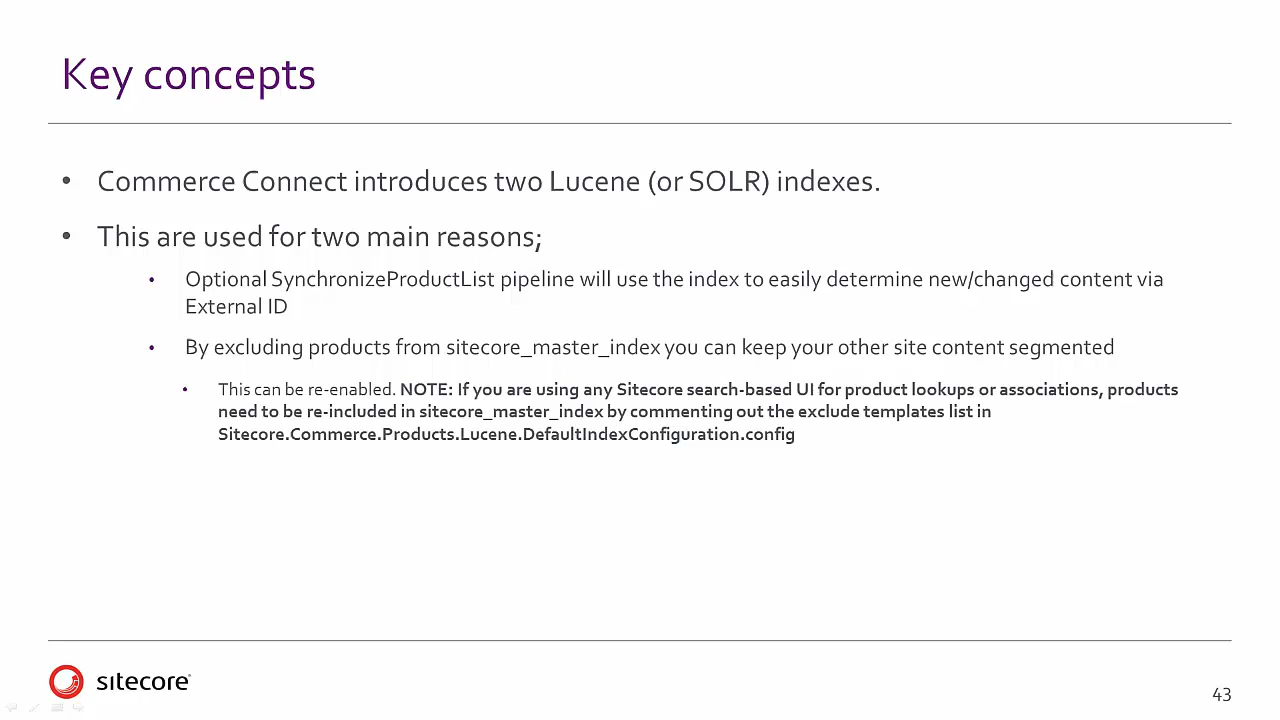 Key concepts
• Commerce Connect introduces two Lucene (or SOLR) indexes.
• This are used for two main reasons;
• Optional SynchronizeProductList pipeline will use the index to easily determine new/changed content via
External ID
• By excluding products from sitecore_master_index you can keep your other site content segmented
• This can be re-enabled. NOTE: If you are using any Sitecore search-based UI for product lookups or associations, products
need to be re-included in sitecore_master_index by commenting out the exclude templates list in
Sitecore.Commerce.Products.Lucene.DefaultIndexConfiguration.config
sitecore
43